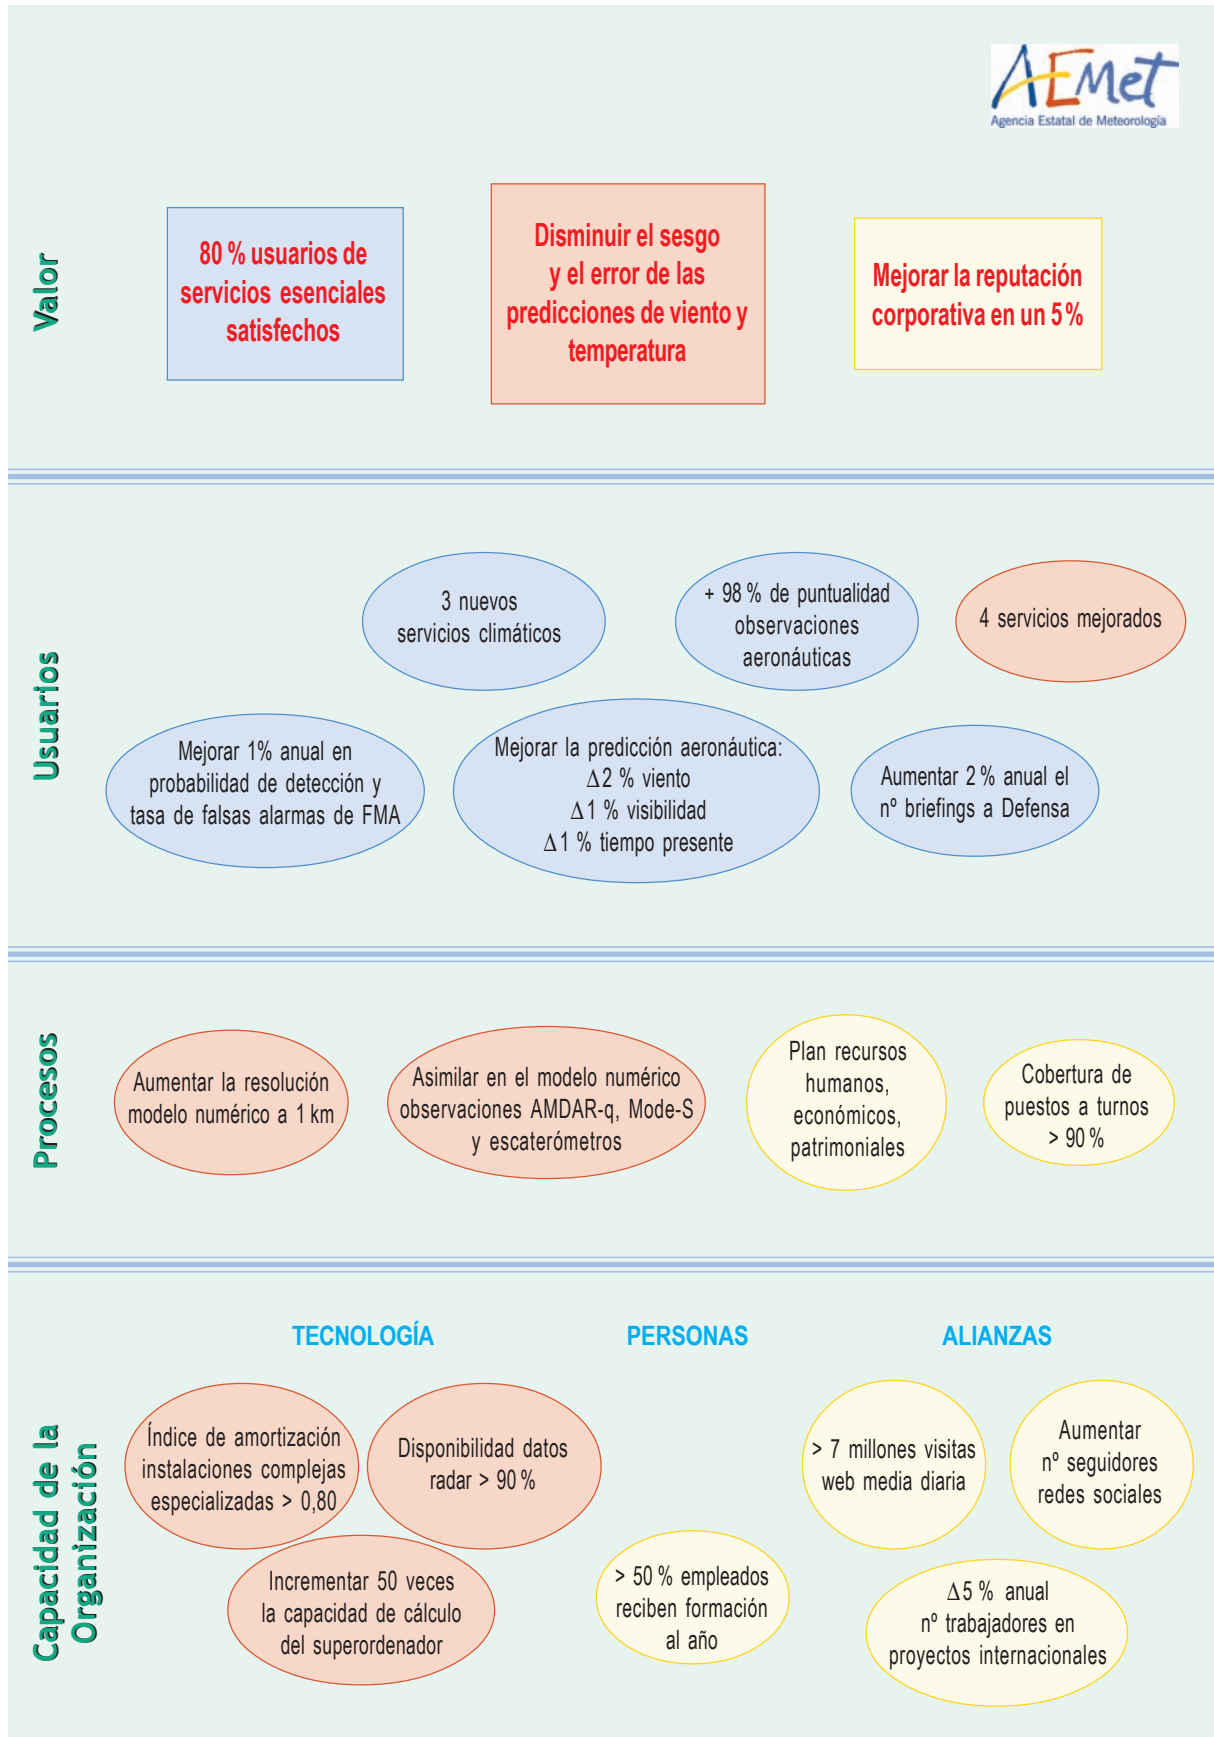 AEMet
Agencia Estatal de Meteorología
Valor
80 % usuarios de
servicios esenciales
satisfechos
Disminuir el sesgo
y el error de las
predicciones de viento y
temperatura
Mejorar la reputación
corporativa en un 5 %
Usuarios
3 nuevos
servicios climáticos
+ 98 % de puntualidad
observaciones
aeronáuticas
4 servicios mejorados
Mejorar 1% anual en
probabilidad de detección y
tasa de falsas alarmas de FMA
Mejorar la predicción aeronáutica:
Δ2 % viento
Δ1 % visibilidad
Δ1 % tiempo presente
Aumentar 2 % anual el
nº briefings a Defensa
Procesos
Aumentar la resolución
modelo numérico a 1 km
Asimilar en el modelo numérico
observaciones AMDAR-q, Mode-S
y escaterómetros
Plan recursos
humanos,
económicos,
patrimoniales
Cobertura de
puestos a turnos
> 90 %
Capacidad de la
Organización
TECNOLOGÍA
PERSONAS
ALIANZAS
Índice de amortización
instalaciones complejas
especializadas > 0,80
Disponibilidad datos
radar > 90 %
Incrementar 50 veces
la capacidad de cálculo
del superordenador
> 50 % empleados
reciben formación
al año
> 7 millones visitas
web media diaria
Aumentar
nº seguidores
redes sociales
Δ5 % anual
nº trabajadores en
proyectos internacionales